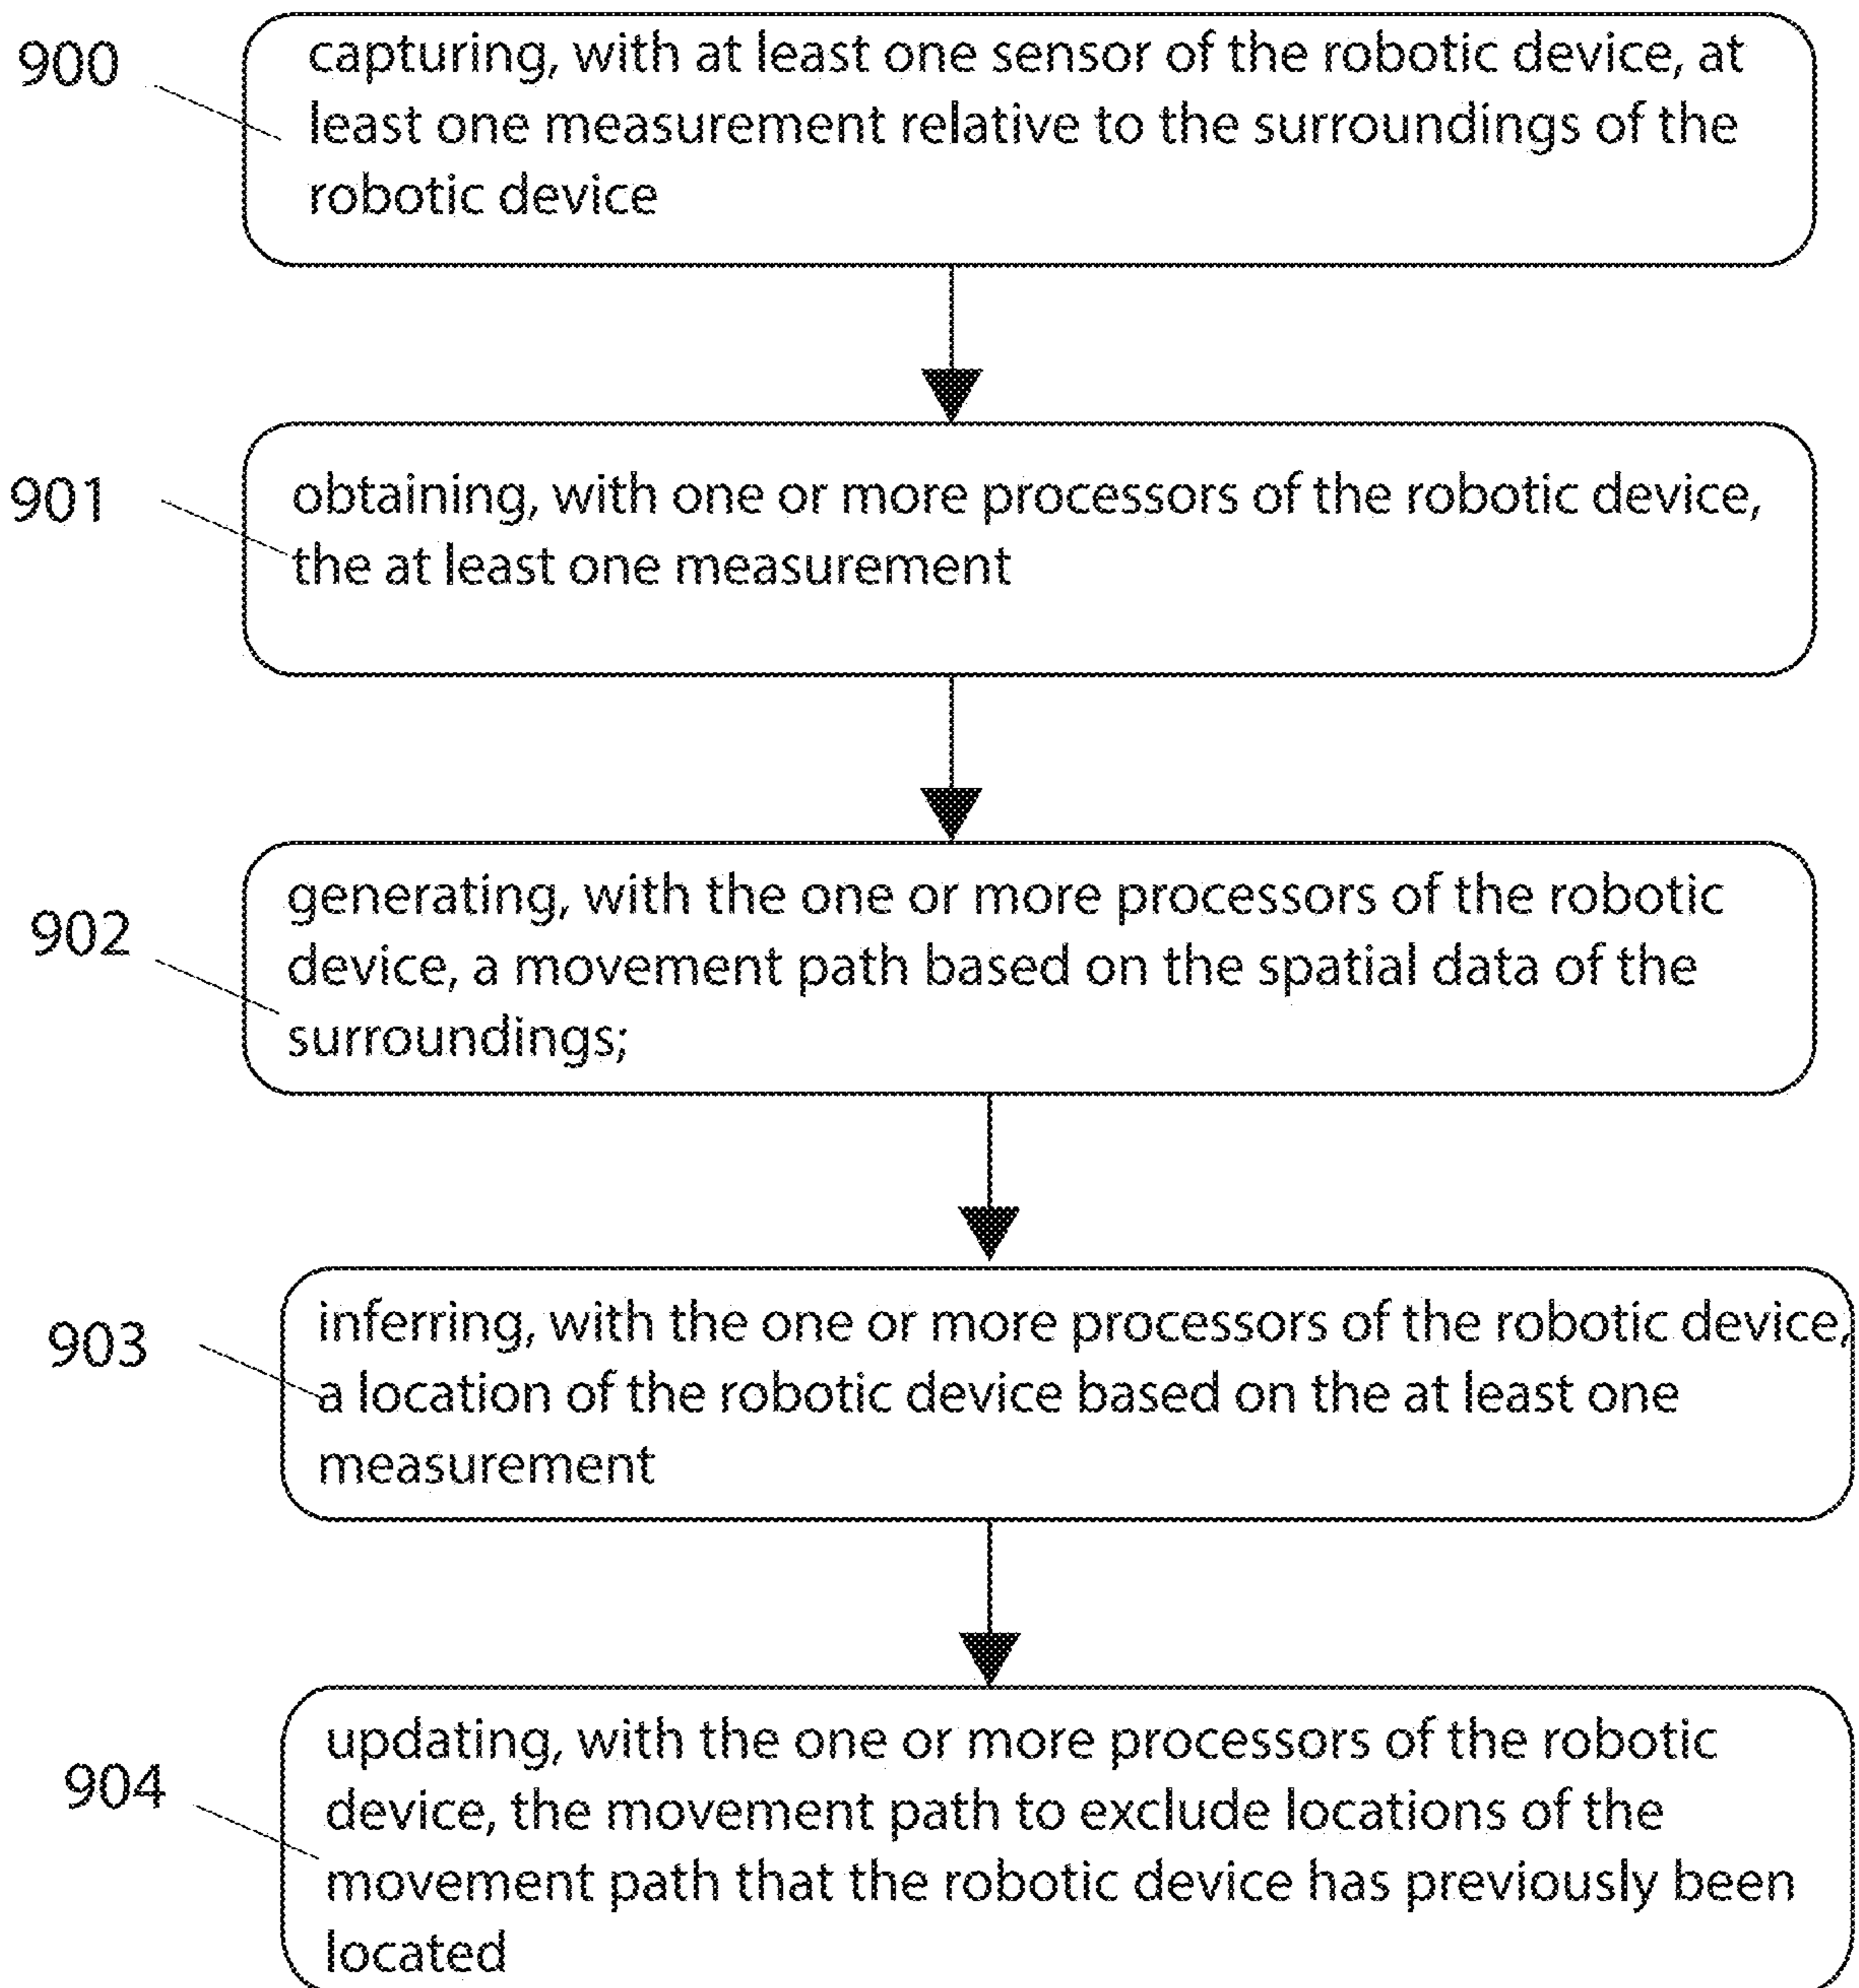 900
capturing, with at least one sensor of the robotic device, at
least one measurement relative to the surroundings of the
robotic device
901
obtaining, with one or more processors of the robotic device,
the at least one measurement
902
generating, with the one or more processors of the robotic
device, a movement path based on the spatial data of the
surroundings;
903
inferring, with the one or more processors of the robotic device,
a location of the robotic device based on the at least one
measurement
904
updating, with the one or more processors of the robotic
device, the movement path to exclude locations of the
movement path that the robotic device has previously been
located